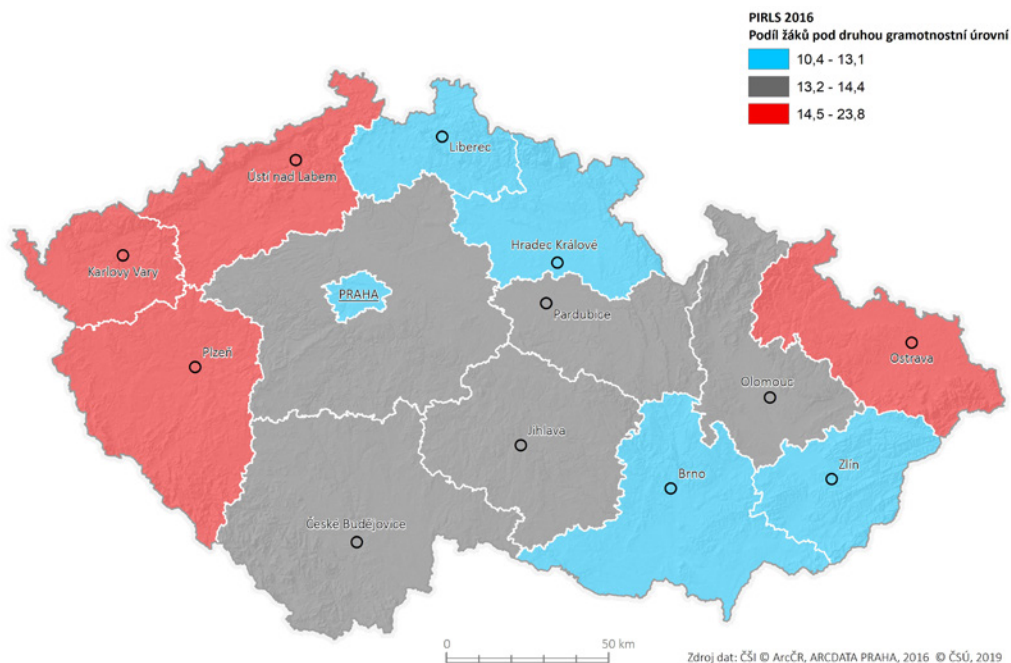 PIRLS 2016
Podíl žáků pod druhou gramotnostní úrovní
10,4 - 13,1
13,2 - 14,4
14,5 - 23,8
Liberec
Ústí nad Labem
Hradec Králové
Karlovy Vary
PRAHA
Pardubice
Plzeň
Ostrava
Olomouc
Jihlava
Brno
Zlín
České Budějovice
0 50 km
Zdroj dat: ČŠI © ArcČR, ARCDATA PRAHA, 2016 © ČSÚ, 2019